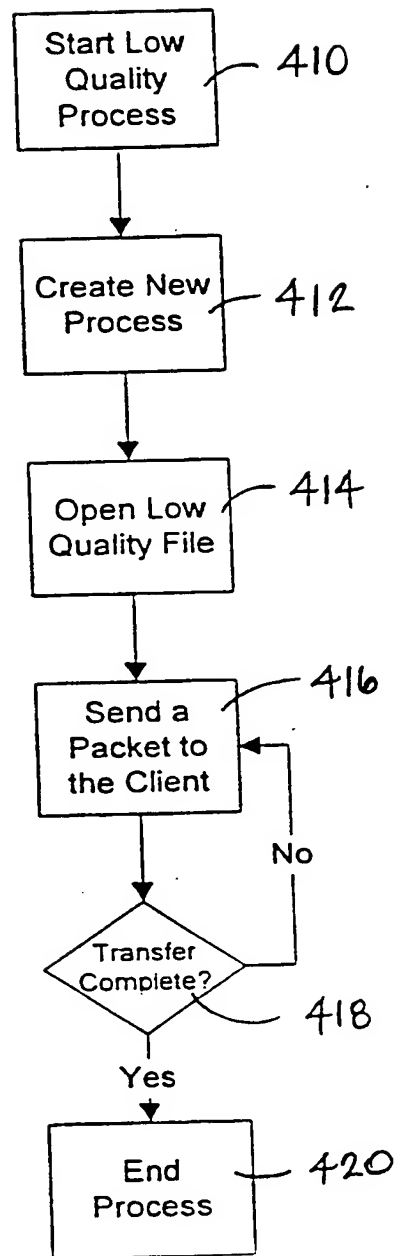 Start Low
Quality
Process
410
Create New
Process
412
Open Low
Quality File
414
Send a
Packet to
the Client
416
No
Transfer
Complete?
418
Yes
End
Process
420